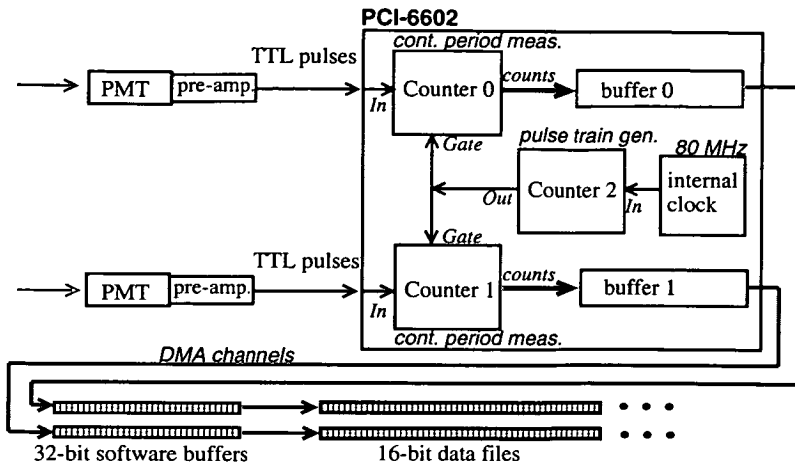 PCI-6602
cont. period meas.
TTL pulses
PMT
pre-amp.
In
Counter 0
counts
buffer 0
Gate
pulse train gen.
80 MHz
Out
Counter 2
In
internal
clock
Gate
TTL pulses
PMT
pre-amp.
In
Counter 1
counts
buffer 1
cont. period meas.
DMA channels
32-bit software buffers
16-bit data files